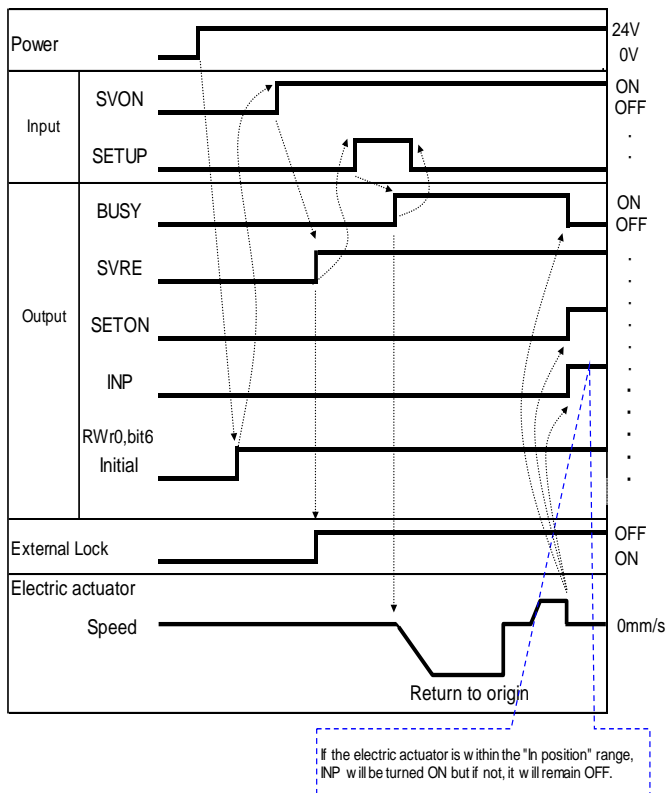 Power
24V
0V
Input
SVON
ON
OFF
SETUP
Output
BUSY
ON
OFF
SVRE
SETON
INP
RWr0,bit6
Initial
External Lock
OFF
ON
Electric actuator
Speed
0mm/s
Return to origin
If the electric actuator is within the "In position" range,
INP will be turned ON but if not, it will remain OFF.